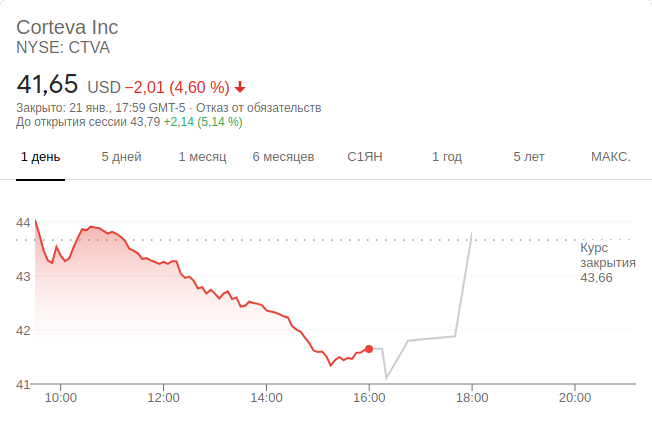 Corteva Inc
NYSE: CTVA
41,65 USD −2,01 (4,60 %)
Закрыто: 21 янв., 17:59 GMT-5 · Отказ от обязательств
До открытия сессии 43,79 +2,14 (5,14 %)
1 день 5 дней 1 месяц 6 месяцев С1ЯН 1 год 5 лет МАКС.
44
Курс
закрытия
43,66
43
42
41
10:00 12:00 14:00 16:00 18:00 20:00